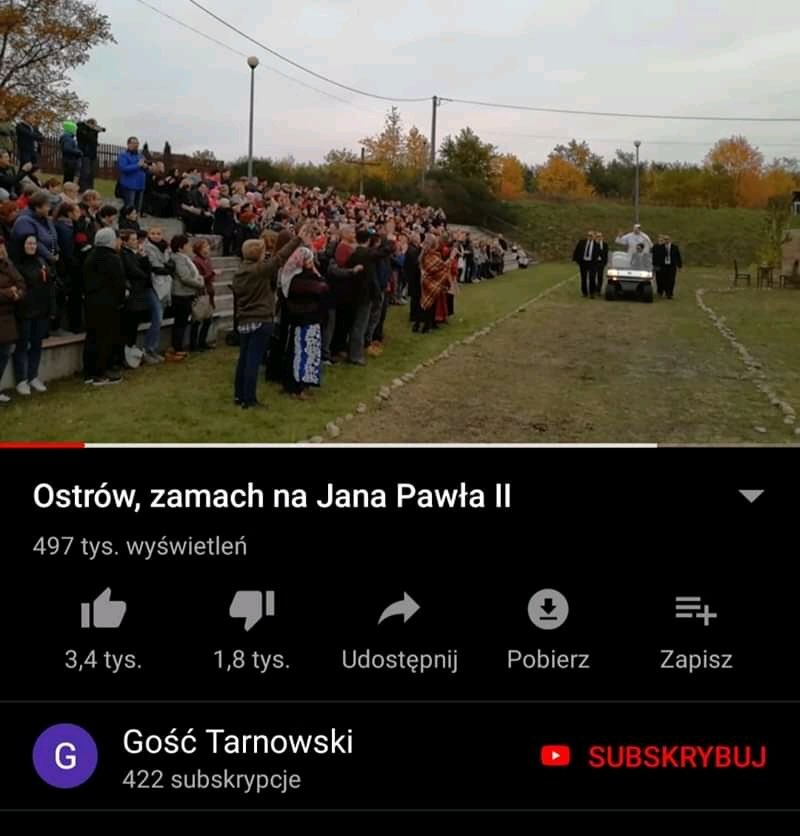 Ostrów, zamach na Jana Pawła II
497 tys. wyświetleń
3,4 tys.
1,8 tys.
Udostępnij
Pobierz
Zapisz
G
Gość Tarnowski
422 subskrypcje
SUBSKRYBUJ